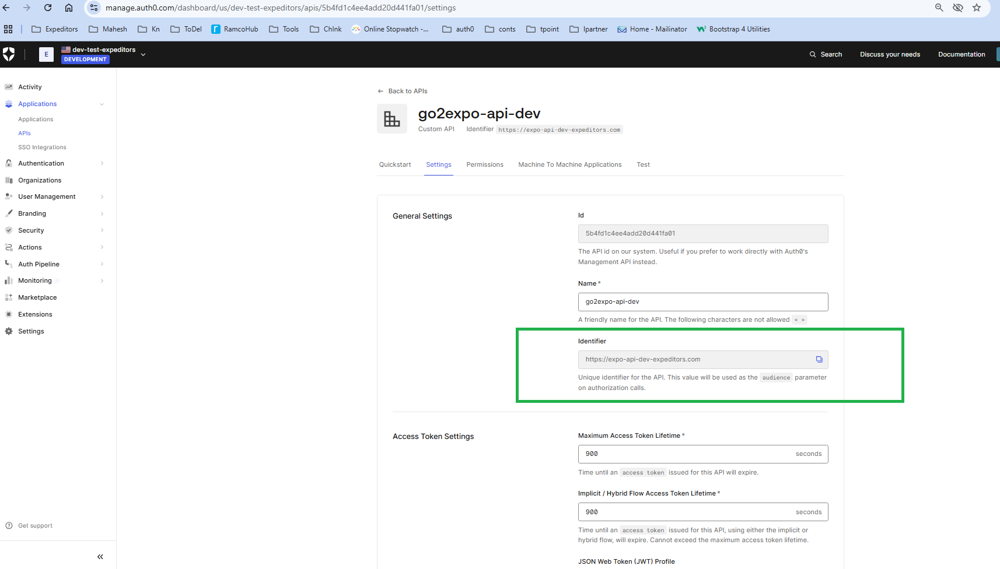 manage.auth0.com/dashboard/us/dev-test-expeditors/apis/5b4fd1c4ee4add20d441fa01/settings
Expeditors
Mahesh
Kn
ToDel
RamcoHub
Tools
ChInk
Online Stopwatch -...
auth0
conts
tpoint
Ipartner
Home - Mailinator
Bootstrap 4 Utilities
E
dev-test-expeditors
DEVELOPMENT
Search
Discuss your needs
Documentation
Activity
Applications
Applications
APIs
SSO Integrations
Authentication
Organizations
User Management
Branding
Security
Actions
Auth Pipeline
Monitoring
Marketplace
Extensions
Settings
Get support
Back to APIs
go2expo-api-dev
Custom API Identifier https://expo-api-dev-expeditors.com
Quickstart Settings Permissions Machine To Machine Applications Test
General Settings
Id
5b4fd1c4ee4add20d441fa01
The API id on our system. Useful if you prefer to work directly with Auth0's
Management API instead.
Name *
go2expo-api-dev
A friendly name for the API. The following characters are not allowed < >
Identifier
https://expo-api-dev-expeditors.com
Unique identifier for the API. This value will be used as the audience parameter
on authorization calls.
Access Token Settings
Maximum Access Token Lifetime *
900 seconds
Time until an access token issued for this API will expire.
Implicit / Hybrid Flow Access Token Lifetime *
900 seconds
Time until an access token issued for this API, using either the implicit or
hybrid flow, will expire. Cannot exceed the maximum access token lifetime.
JSON Web Token (JWT) Profile